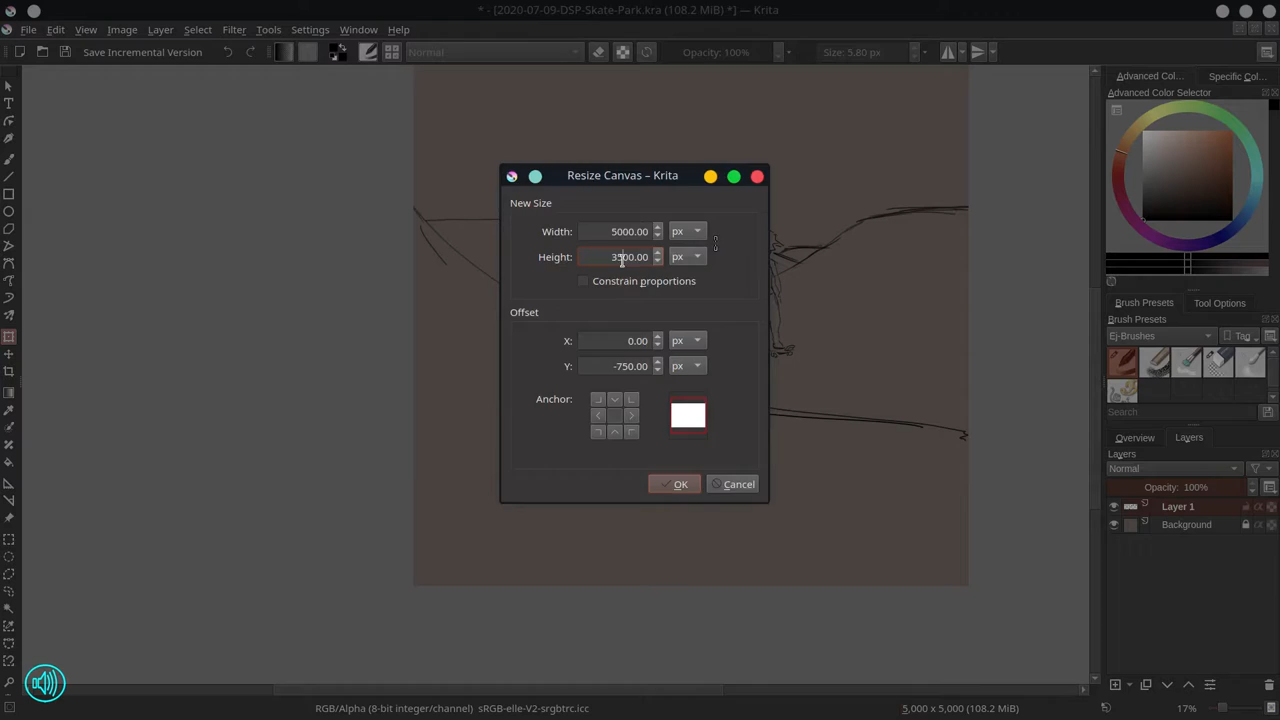 * - [2020-07-09-DSP-Skate-Park.kra (108.2 MiB) *] — Krita
File Edit View Image Layer Select Filter Tools Settings Window Help
Save Incremental Version Normal Opacity: 100% Size: 5.80 px
Advanced Col... Specific Col...
Advanced Color Selector
Resize Canvas – Krita
New Size
Width: 5000.00 px
Height: 3500.00 px
Constrain proportions
Offset
X: 0.00 px
Y: -750.00 px
Anchor:
OK Cancel
Brush Presets Tool Options
Brush Presets
Ej-Brushes Tag
Search
Overview Layers
Layers
Normal
Opacity: 100%
Layer 1
Background
RGB/Alpha (8-bit integer/channel) sRGB-elle-V2-srgbtrc.icc 5,000 x 5,000 (108.2 MiB) 17%